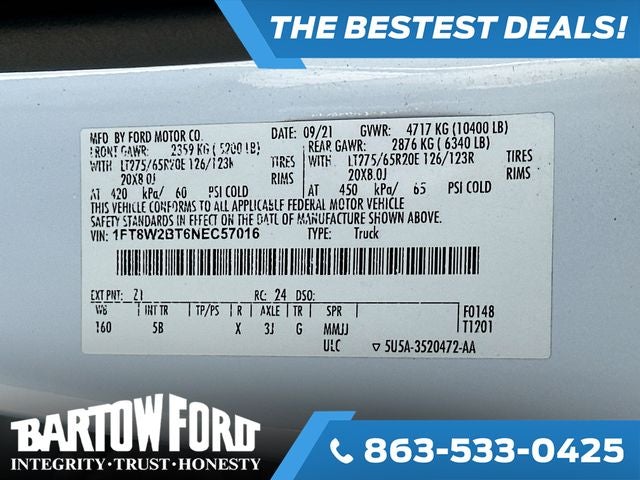 THE BESTEST DEALS!
MFD BY FORD MOTOR CO. DATE: 09/21 GVWR: 4717 KG (10400 LB)
FRONT GAWR: 2359 KG ( 5200 LB) REAR GAWR: 2876 KG ( 6340 LB)
WITH LT275/65R20E 126/123R TIRES WITH LT275/65R20E 126/123R TIRES
20X8.0J RIMS 20X8.0J RIMS
AT 420 kPa/ 60 PSI COLD AT 450 kPa/ 65 PSI COLD
THIS VEHICLE CONFORMS TO ALL APPLICABLE FEDERAL MOTOR VEHICLE
SAFETY STANDARDS IN EFFECT ON THE DATE OF MANUFACTURE SHOWN ABOVE.
VIN: 1FT8W2BT6NEC57016 TYPE: Truck
EXT PNT: Z1 RC: 24 DSO:
WB INT TR TP/PS R AXLE TR SPR F0148
160 5B X 3J G MMJJ T1201
ULC ▽ 5U5A-3520472-AA
BARTOW FORD
INTEGRITY·TRUST·HONESTY
863-533-0425